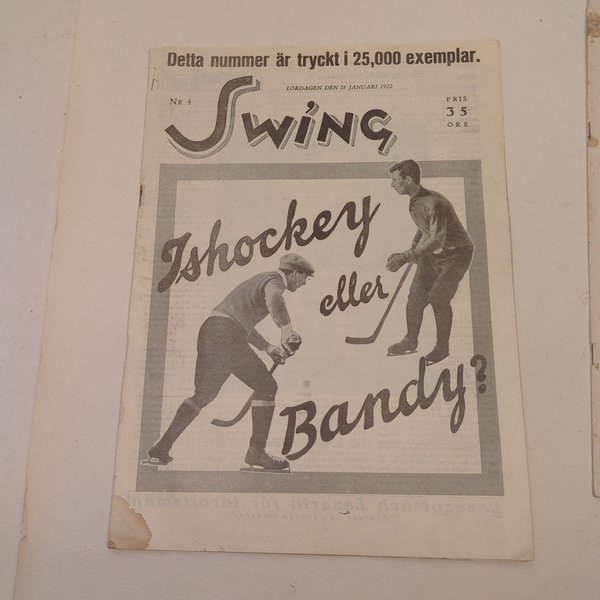 Detta nummer är tryckt i 25,000 exemplar.
LORDAGEN DEN 28 JANUARI 1922
NR 4
SWING
PRIS
35
ÖRE
Ishockey
eller
Bandy?